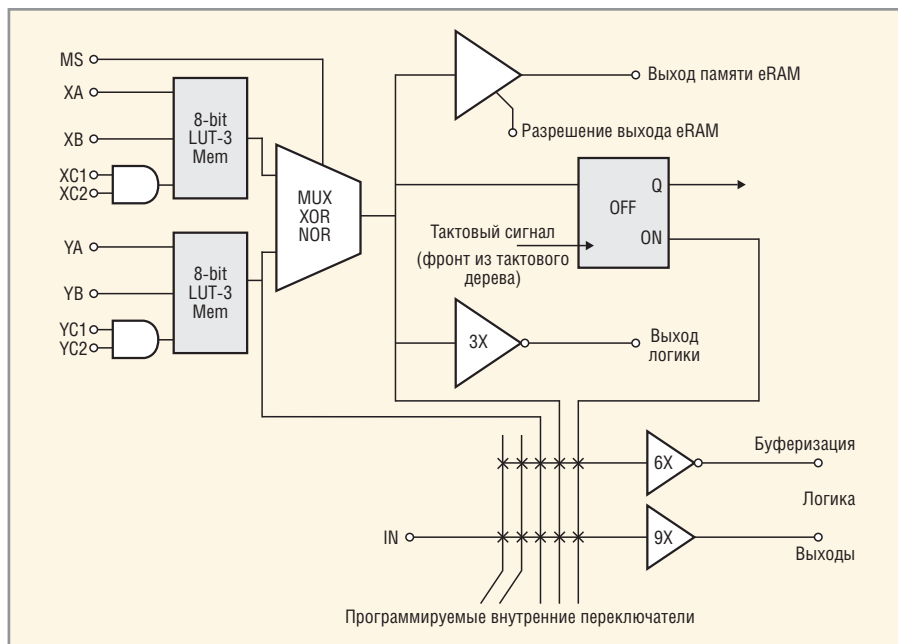 MS
XA
XB
XC1
XC2
8-bit
LUT-3
Mem
YA
YB
YC1
YC2
8-bit
LUT-3
Mem
MUX
XOR
NOR
Выход памяти eRAM
Разрешение выхода eRAM
Тактовый сигнал
(фронт из тактового
дерева)
OFF
Q
ON
3X
Выход
логики
6X
Буферизация
Логика
IN
9X
Выходы
Программируемые внутренние переключатели